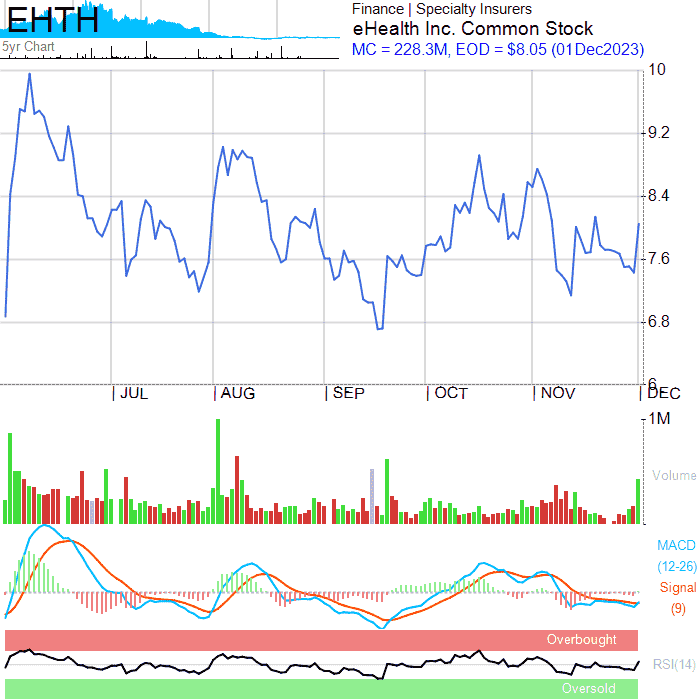 EHTH
5yr Chart
Finance | Specialty Insurers
eHealth Inc. Common Stock
MC = 228.3M, EOD = $8.05 (01Dec2023)
10
9.2
8.4
7.6
6.8
6
JUL AUG SEP OCT NOV DEC
1M
Volume
MACD
(12-26)
Signal
(9)
Overbought
RSI(14)
Oversold